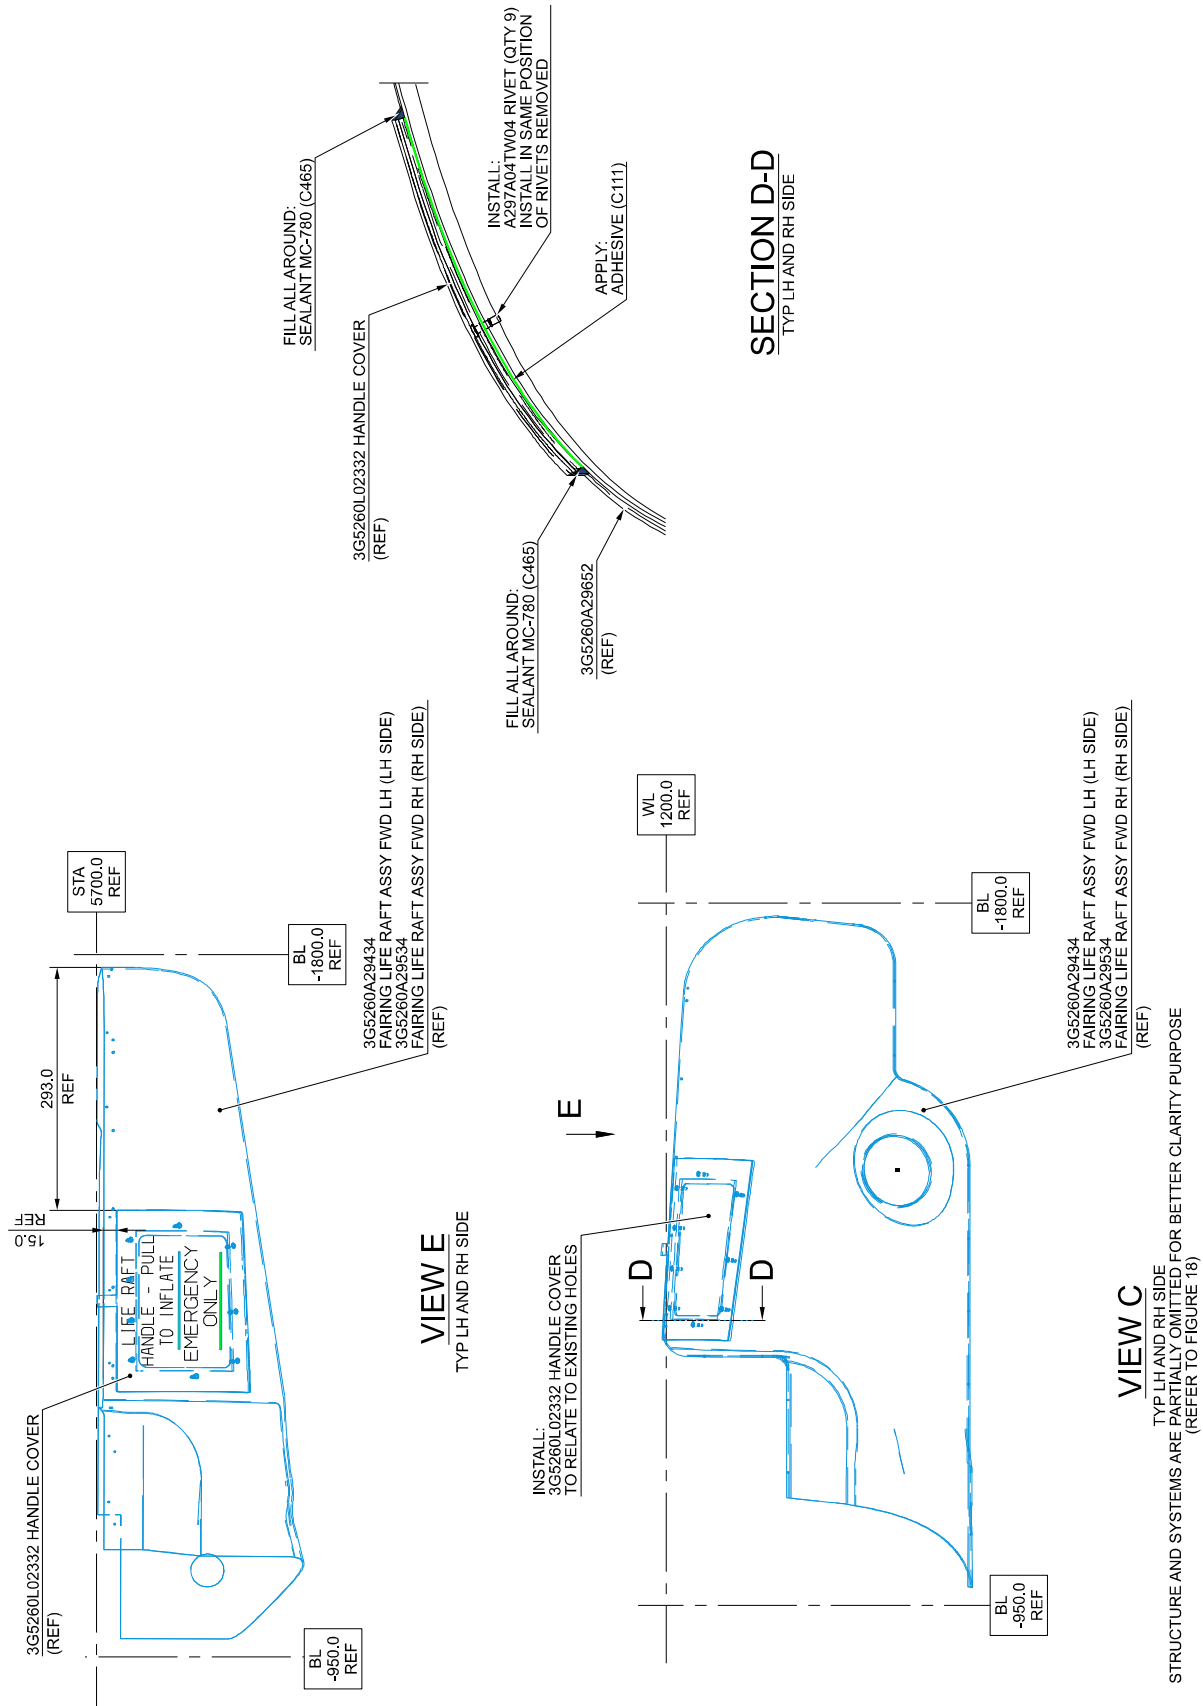 3G5260L02332 HANDLE COVER
(REF)
BL
-950.0
REF
LIFE RAFT
HANDLE - PULL
TO INFLATE
EMERGENCY
ONLY
15.0
REF
293.0
REF
STA
5700.0
REF
BL
-1800.0
REF
3G5260A29434
FAIRING LIFE RAFT ASSY FWD LH (LH SIDE)
3G5260A29534
FAIRING LIFE RAFT ASSY FWD RH (RH SIDE)
(REF)
VIEW E
TYP LH AND RH SIDE
FILL ALL AROUND:
SEALANT MC-780 (C465)
3G5260L02332 HANDLE COVER
(REF)
INSTALL:
A297A04TW04 RIVET (QTY 9)
INSTALL IN SAME POSITION
OF RIVETS REMOVED
FILL ALL AROUND:
SEALANT MC-780 (C465)
3G5260A29652
(REF)
APPLY:
ADHESIVE (C111)
SECTION D-D
TYP LH AND RH SIDE
INSTALL:
3G5260L02332 HANDLE COVER
TO RELATE TO EXISTING HOLES
E
D
D
WL
1200.0
REF
BL
-1800.0
REF
BL
-950.0
REF
3G5260A29434
FAIRING LIFE RAFT ASSY FWD LH (LH SIDE)
3G5260A29534
FAIRING LIFE RAFT ASSY FWD RH (RH SIDE)
(REF)
VIEW C
TYP LH AND RH SIDE
STRUCTURE AND SYSTEMS ARE PARTIALLY OMITTED FOR BETTER CLARITY PURPOSE
(REFER TO FIGURE 18)